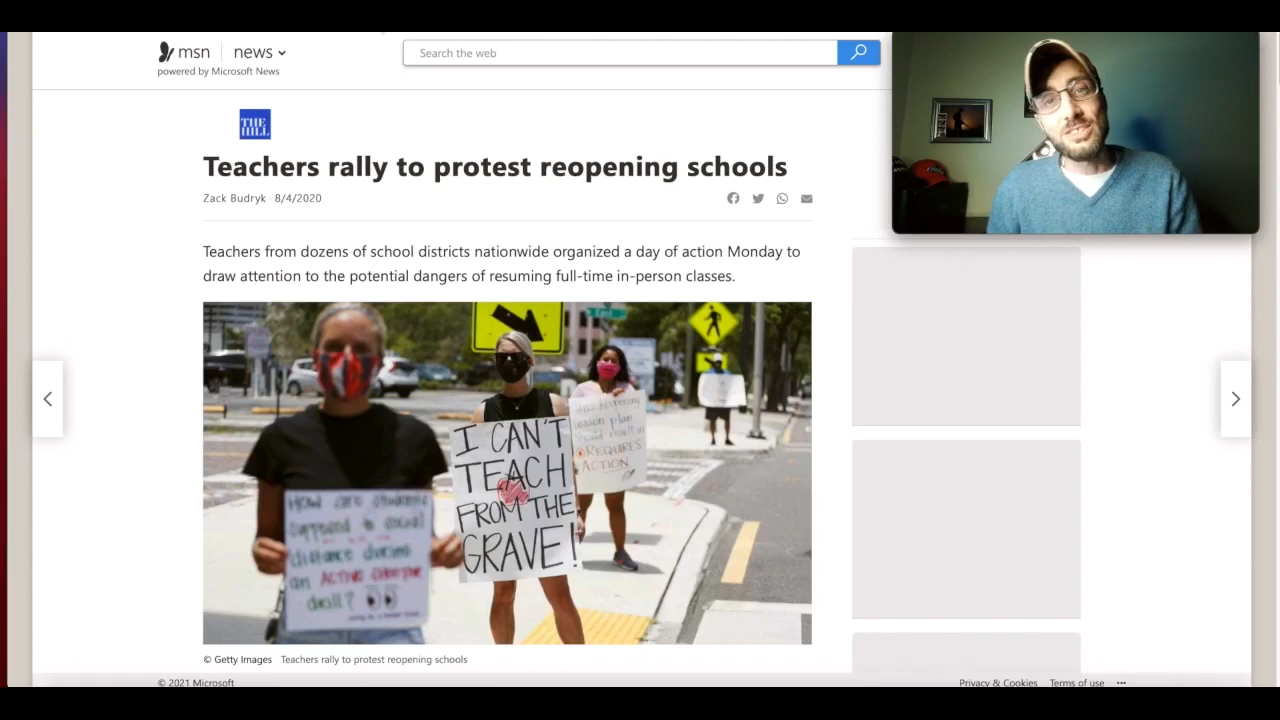 msn news
powered by Microsoft News
Search the web
THE HILL
Teachers rally to protest reopening schools
Zack Budryk · 8/4/2020
Teachers from dozens of school districts nationwide organized a day of action Monday to
draw attention to the potential dangers of resuming full-time in-person classes.
I CAN'T
TEACH
FROM THE
GRAVE!
lesson plan
REQUIRES
ACTION
How are students
supposed to social
distance during
an ACTIVE shooter
drill?
© Getty Images Teachers rally to protest reopening schools
© 2021 Microsoft
Privacy & Cookies Terms of use ...